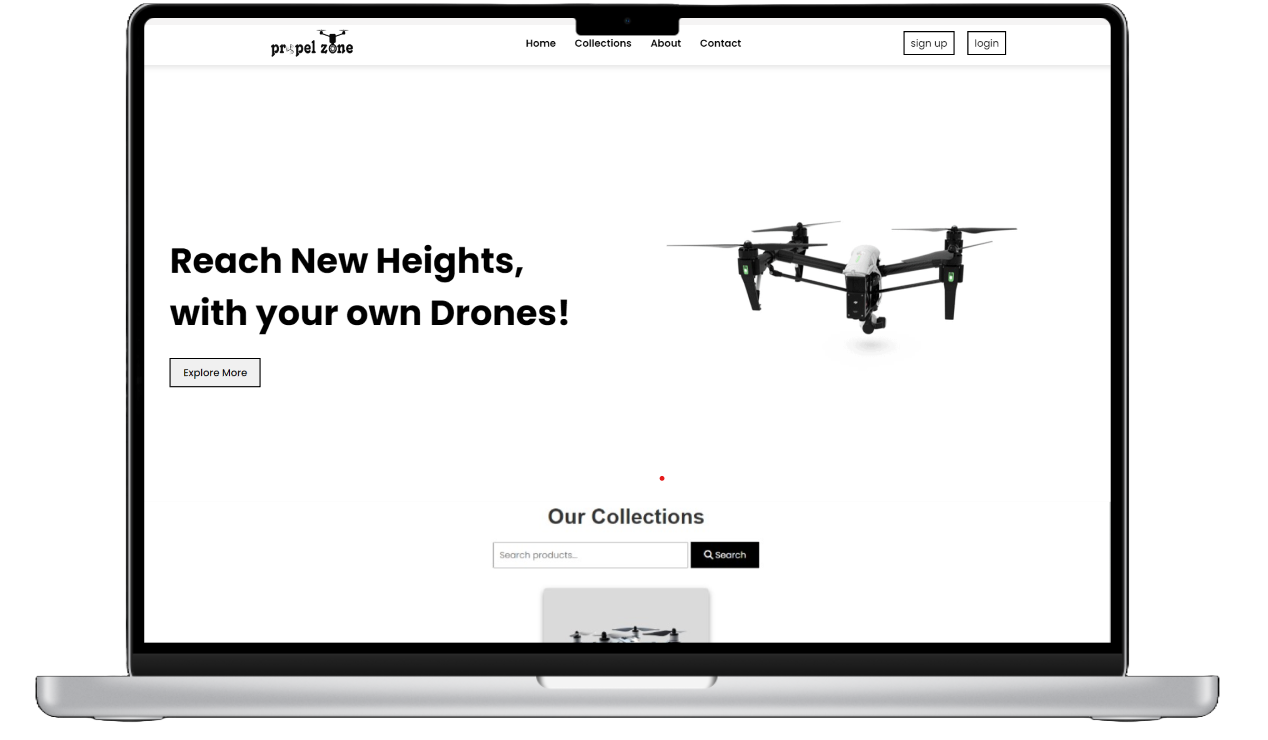 propel zone
Home Collections About Contact
sign up login
Reach New Heights,
with your own Drones!
Explore More
Our Collections
Search products...
Search